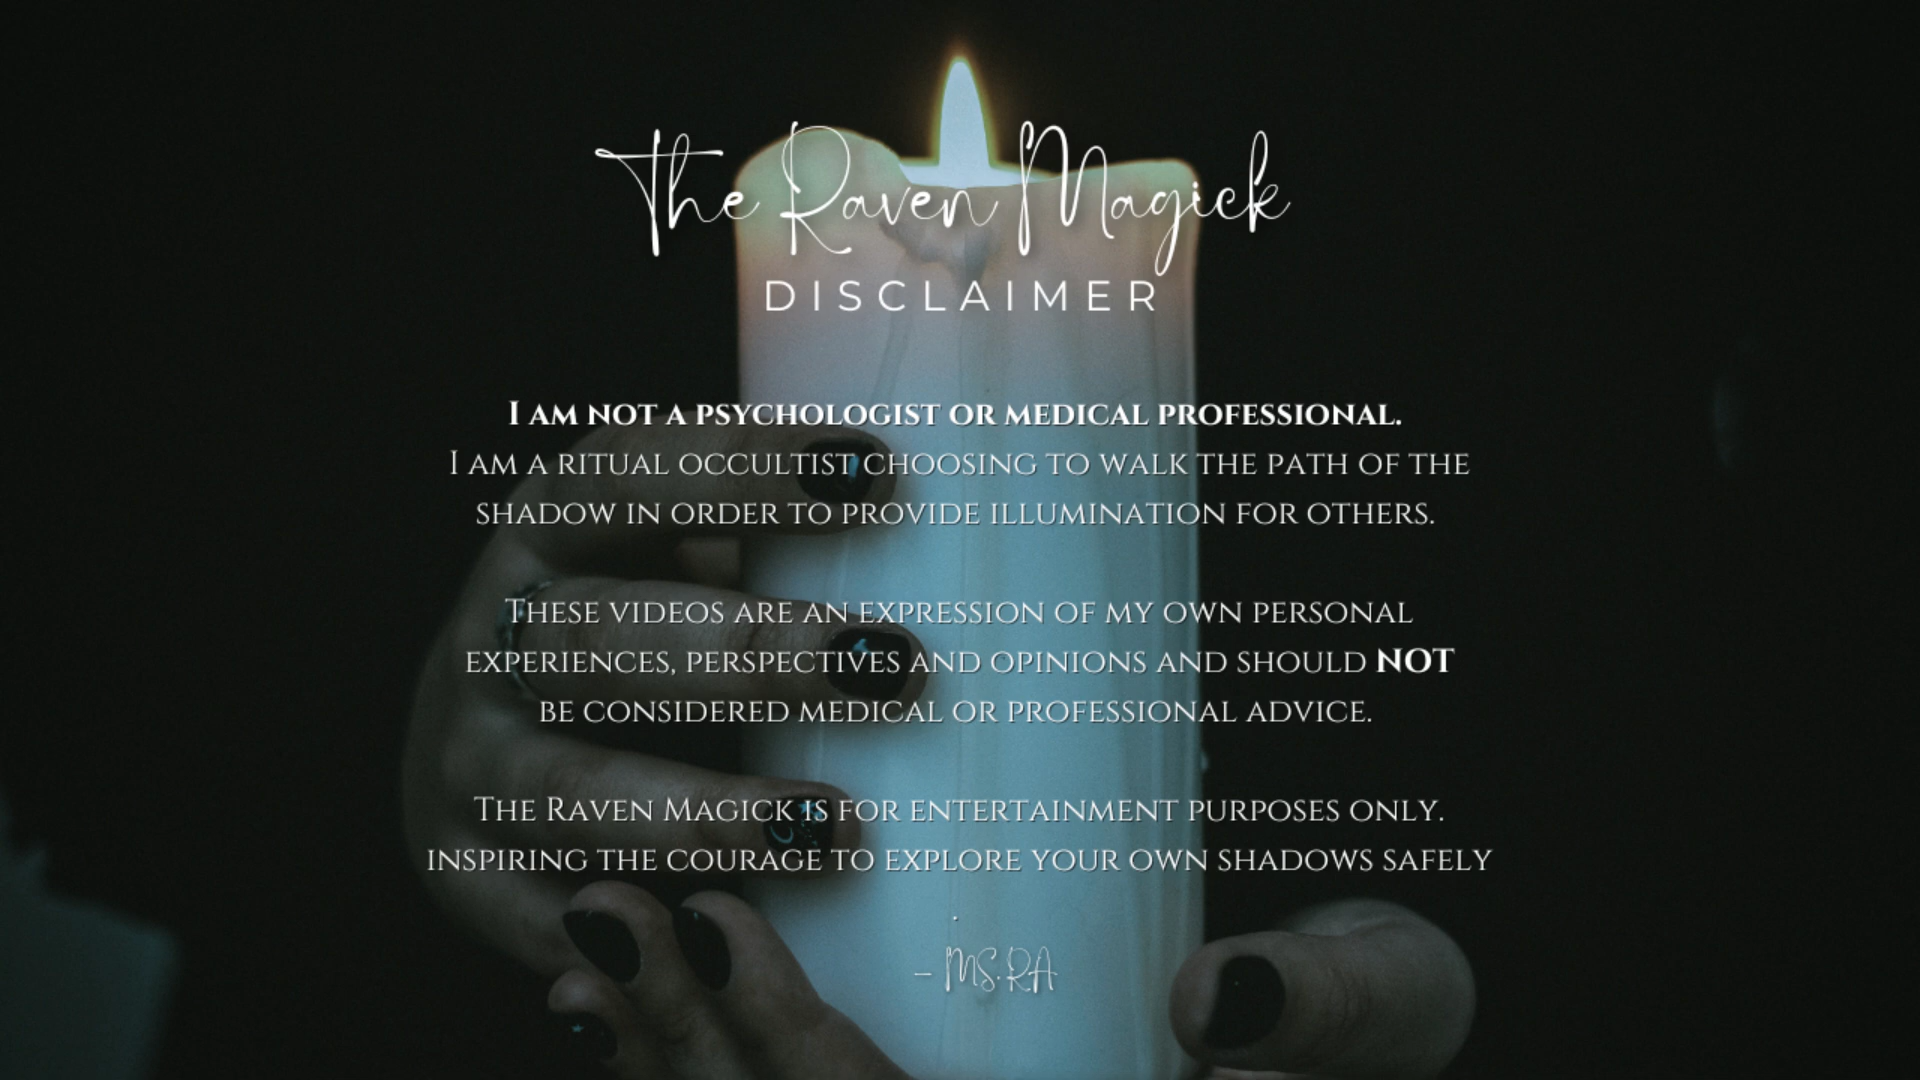 The Raven Magick
DISCLAIMER
I AM NOT A PSYCHOLOGIST OR MEDICAL PROFESSIONAL.
I AM A RITUAL OCCULTIST CHOOSING TO WALK THE PATH OF THE
SHADOW IN ORDER TO PROVIDE ILLUMINATION FOR OTHERS.
THESE VIDEOS ARE AN EXPRESSION OF MY OWN PERSONAL
EXPERIENCES, PERSPECTIVES AND OPINIONS AND SHOULD NOT
BE CONSIDERED MEDICAL OR PROFESSIONAL ADVICE.
THE RAVEN MAGICK IS FOR ENTERTAINMENT PURPOSES ONLY.
INSPIRING THE COURAGE TO EXPLORE YOUR OWN SHADOWS SAFELY
.
– MS.RA